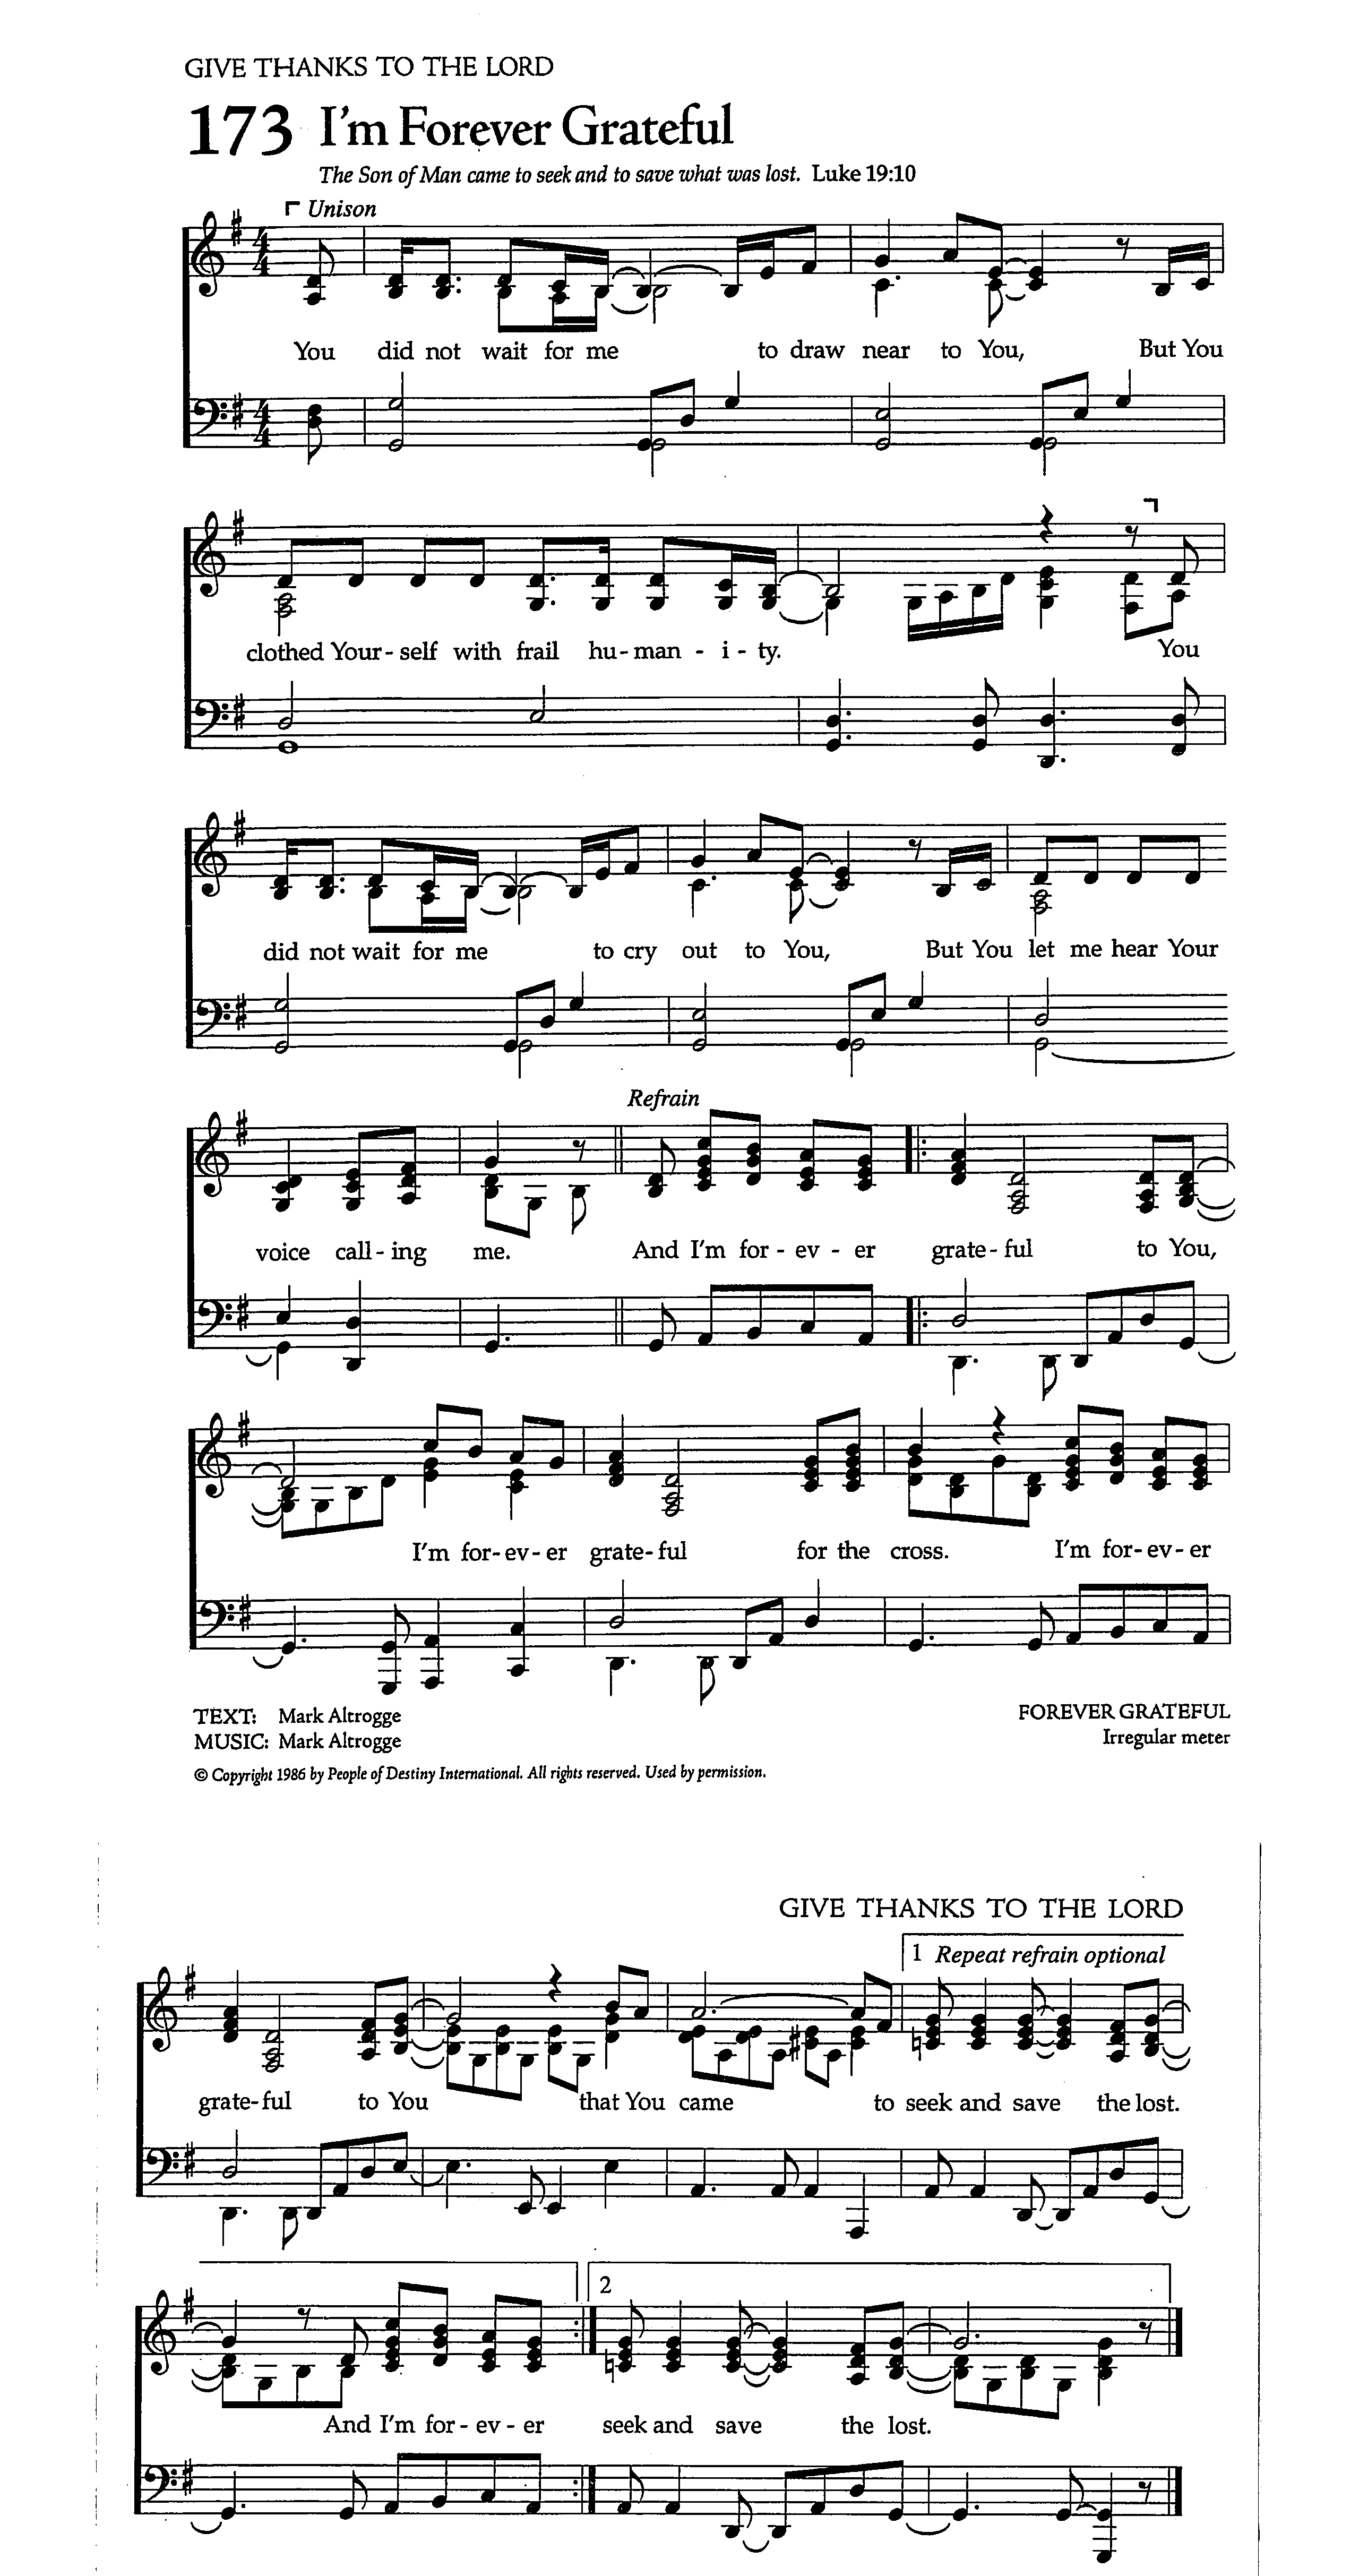 GIVE THANKS TO THE LORD
173 I'm Forever Grateful
The Son of Man came to seek and to save what was lost. Luke 19:10
Unison
4 4
You did not wait for me to draw near to You, But You
4 4
clothed Your - self with frail hu - man - i - ty. You
did not wait for me to cry out to You, But You let me hear Your
Refrain
voice call - ing me. And I'm for - ev - er grate - ful to You,
I'm for - ev - er grate - ful for the cross. I'm for - ev - er
TEXT: Mark Altrogge FOREVER GRATEFUL
MUSIC: Mark Altrogge Irregular meter
© Copyright 1986 by People of Destiny International. All rights reserved. Used by permission.
GIVE THANKS TO THE LORD
1 Repeat refrain optional
grate - ful to You that You came to seek and save the lost.
2
And I'm for - ev - er seek and save the lost.